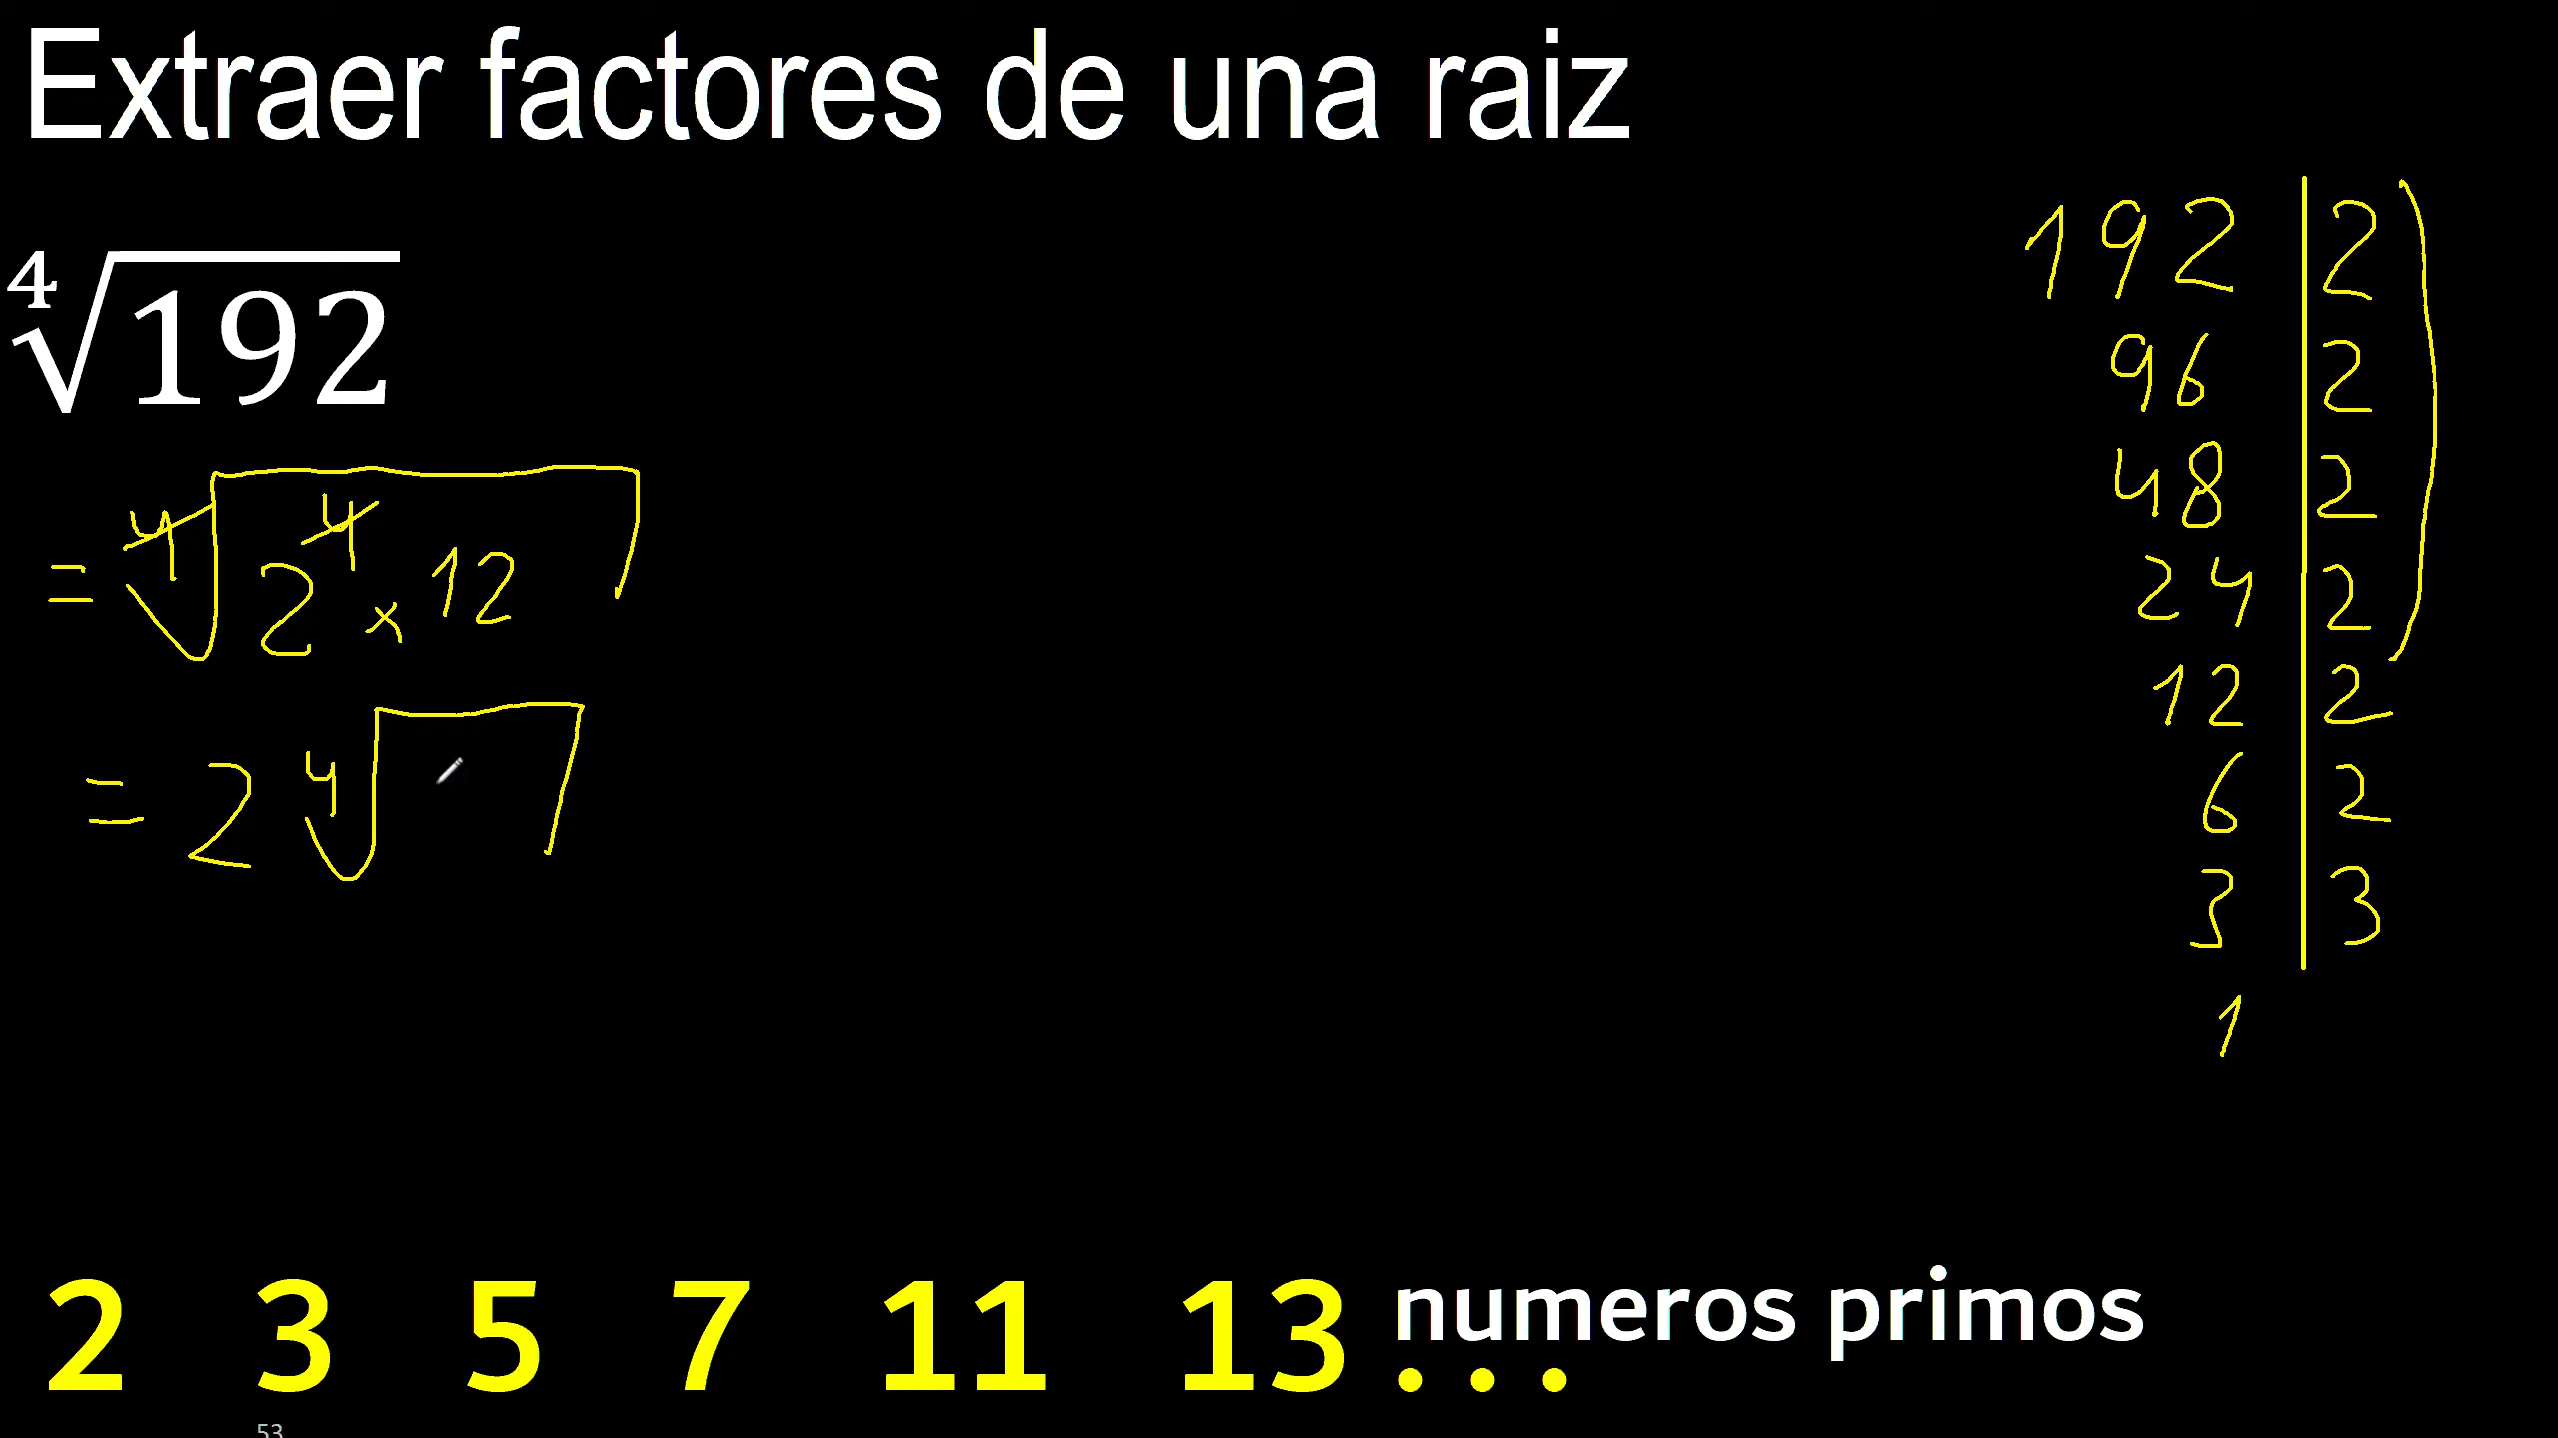 Extraer factores de una raiz
⁴√192
= ⁴√2⁴ × 12
= 2 ⁴√
192 | 2
96 | 2
48 | 2
24 | 2
12 | 2
6 | 2
3 | 3
1
2 3 5 7 11 13 ... numeros primos
53